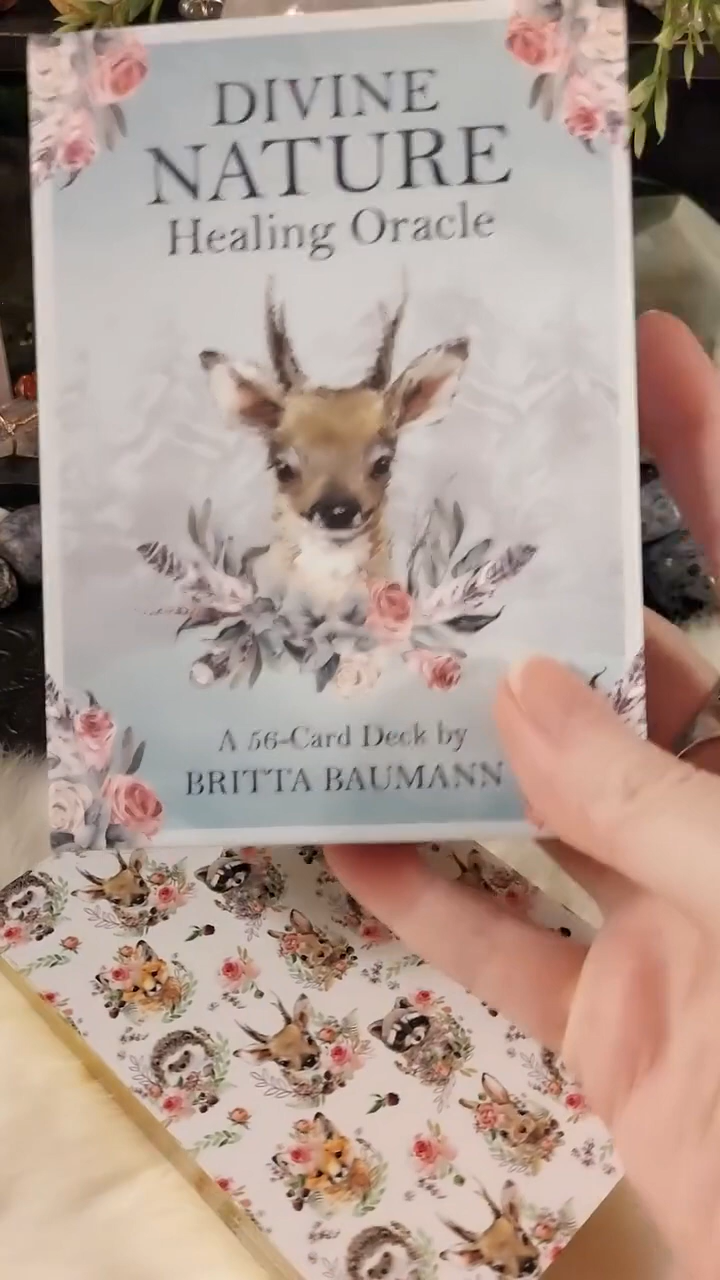 DIVINE
NATURE
Healing Oracle
A 56-Card Deck by
BRITTA BAUMANN